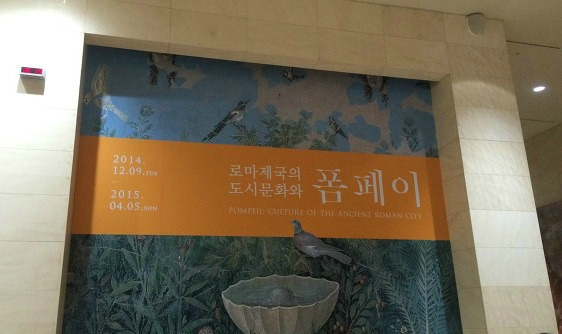 2014.
12.09.TUE
2015.
04.05.SUN
로마제국의
도시문화와
폼페이
POMPEII: CULTURE OF THE ANCIENT ROMAN CITY